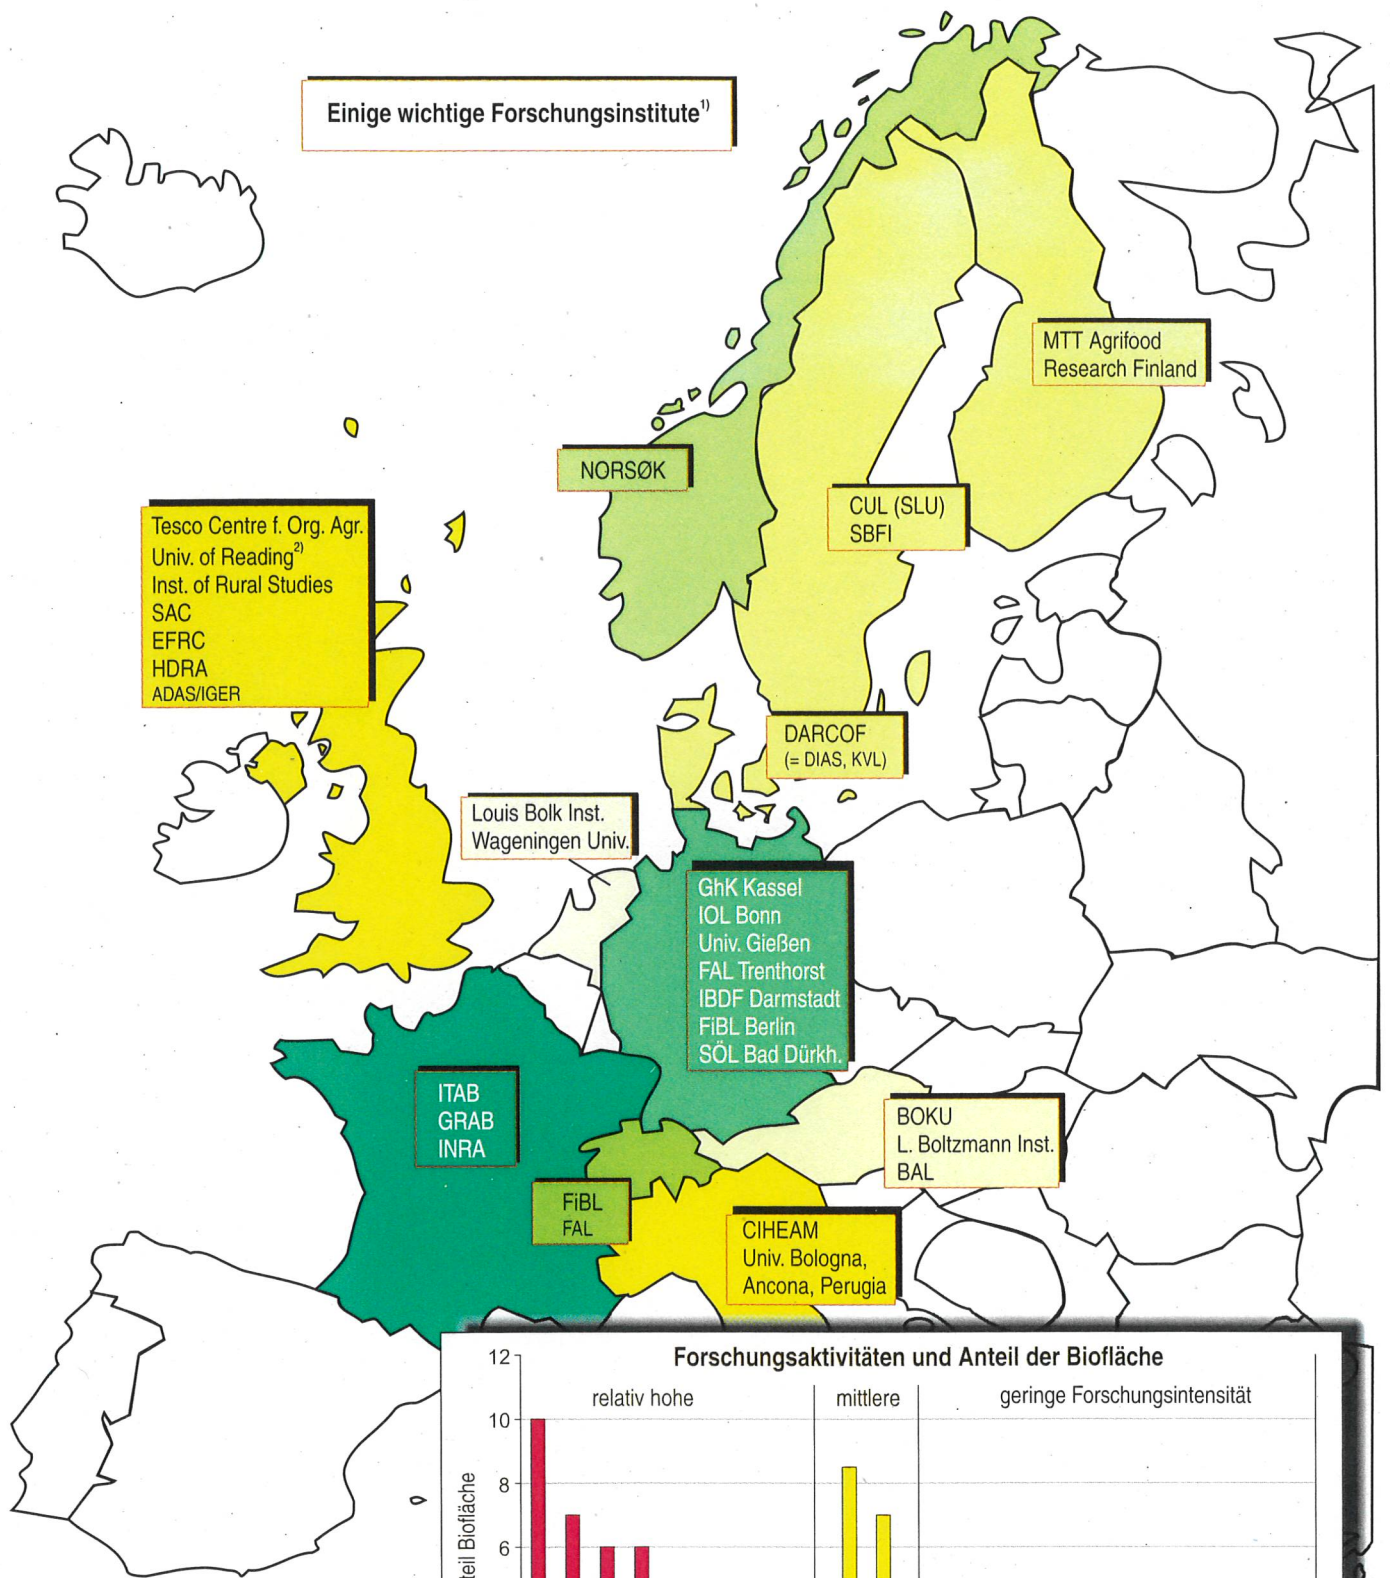 Einige wichtige Forschungsinstitute¹⁾
MTT Agrifood
Research Finland
NORSØK
CUL (SLU)
SBFI
Tesco Centre f. Org. Agr.
Univ. of Reading²⁾
Inst. of Rural Studies
SAC
EFRC
HDRA
ADAS/IGER
DARCOF
(= DIAS, KVL)
Louis Bolk Inst.
Wageningen Univ.
GhK Kassel
IOL Bonn
Univ. Gießen
FAL Trenthorst
IBDF Darmstadt
FiBL Berlin
SÖL Bad Dürkh.
ITAB
GRAB
INRA
BOKU
L. Boltzmann Inst.
BAL
FiBL
FAL
CIHEAM
Univ. Bologna,
Ancona, Perugia
Forschungsaktivitäten und Anteil der Biofläche
relativ hohe
mittlere
geringe Forschungsintensität
12
10
8
6
Biofläche